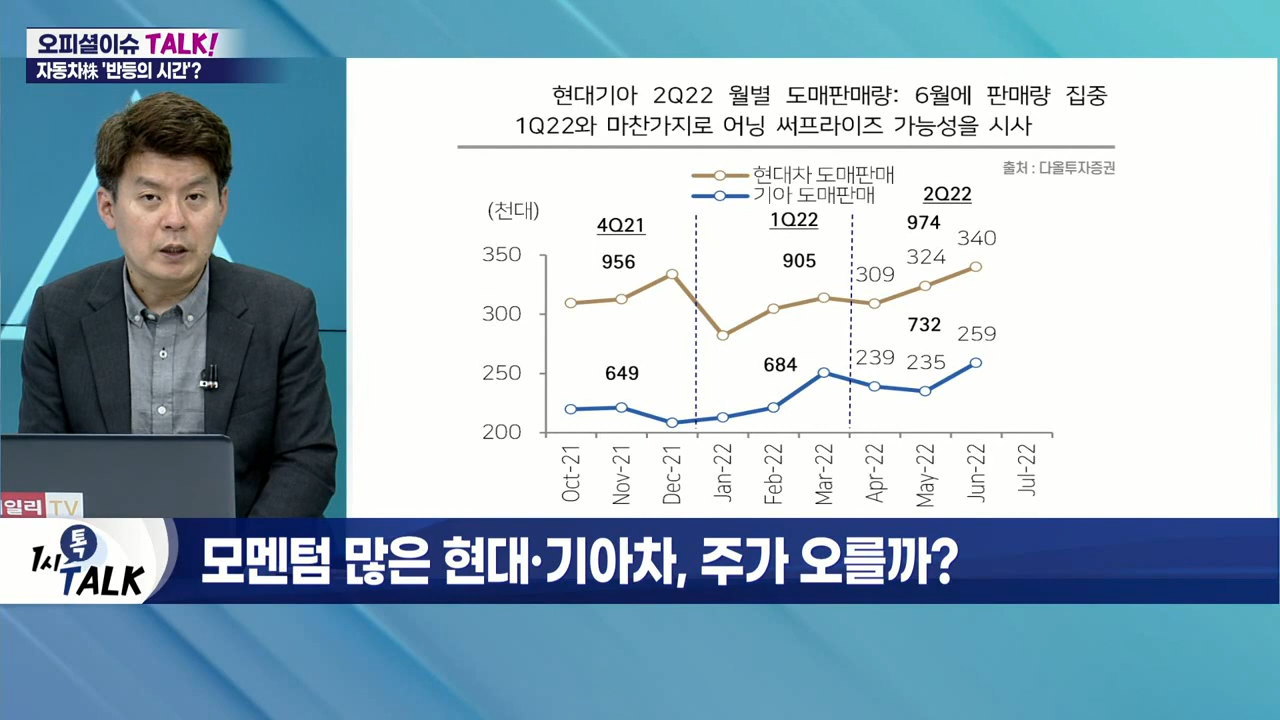 오피셜이슈 TALK!
자동차株 '반등의 시간'?
현대기아 2Q22 월별 도매판매량: 6월에 판매량 집중
1Q22와 마찬가지로 어닝 써프라이즈 가능성을 시사
출처 : 다올투자증권
현대차 도매판매
기아 도매판매
(천대)
4Q21
1Q22
2Q22
956
905
974
309
324
340
649
684
732
239
235
259
350
300
250
200
Oct-21
Nov-21
Dec-21
Jan-22
Feb-22
Mar-22
Apr-22
May-22
Jun-22
Jul-22
일리 TV
1시 톡 TALK
모멘텀 많은 현대·기아차, 주가 오를까?